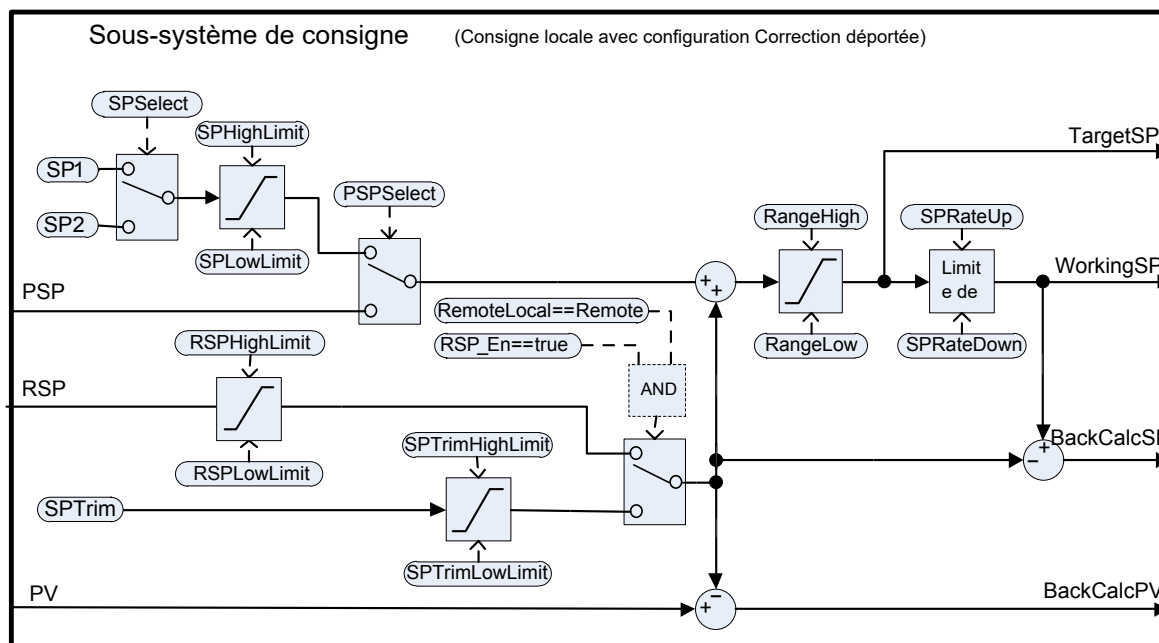 Sous-système de consigne (Consigne locale avec configuration Correction déportée)
SPSelect
SPHighLimit
SP1
SP2
SPLowLimit
PSPSelect
RangeHigh
SPRateUp
TargetSP
Limit
e de
WorkingSP
PSP
RemoteLocal==Remote
RSP_En==true
RangeLow
SPRateDown
RSPHighLimit
AND
RSP
RSPLowLimit
SPTrimHighLimit
BackCalcSP
SPTrim
SPTrimLowLimit
PV
BackCalcPV
+
+
+
−
+
−